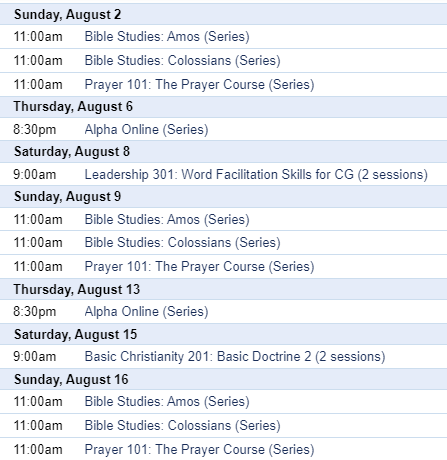 Sunday, August 2
11:00am Bible Studies: Amos (Series)
11:00am Bible Studies: Colossians (Series)
11:00am Prayer 101: The Prayer Course (Series)
Thursday, August 6
8:30pm Alpha Online (Series)
Saturday, August 8
9:00am Leadership 301: Word Facilitation Skills for CG (2 sessions)
Sunday, August 9
11:00am Bible Studies: Amos (Series)
11:00am Bible Studies: Colossians (Series)
11:00am Prayer 101: The Prayer Course (Series)
Thursday, August 13
8:30pm Alpha Online (Series)
Saturday, August 15
9:00am Basic Christianity 201: Basic Doctrine 2 (2 sessions)
Sunday, August 16
11:00am Bible Studies: Amos (Series)
11:00am Bible Studies: Colossians (Series)
11:00am Prayer 101: The Prayer Course (Series)